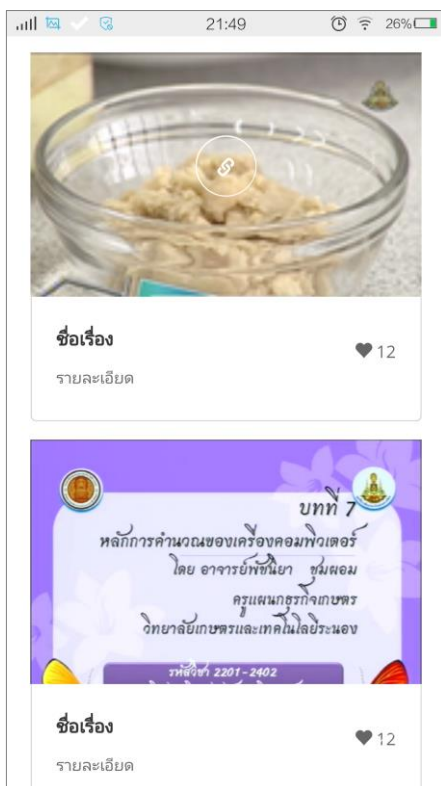 21:49
26%
ชื่อเรื่อง
12
รายละเอียด
บทที่ 7
หลักการคำนวณของเครื่องคอมพิวเตอร์
โดย อาจารย์พัชนียา ชุมผอม
ครูแผนกธุรกิจเกษตร
วิทยาลัยเกษตรและเทคโนโลยีระนอง
รหัสวิชา 2201-2402
ชื่อเรื่อง
12
รายละเอียด